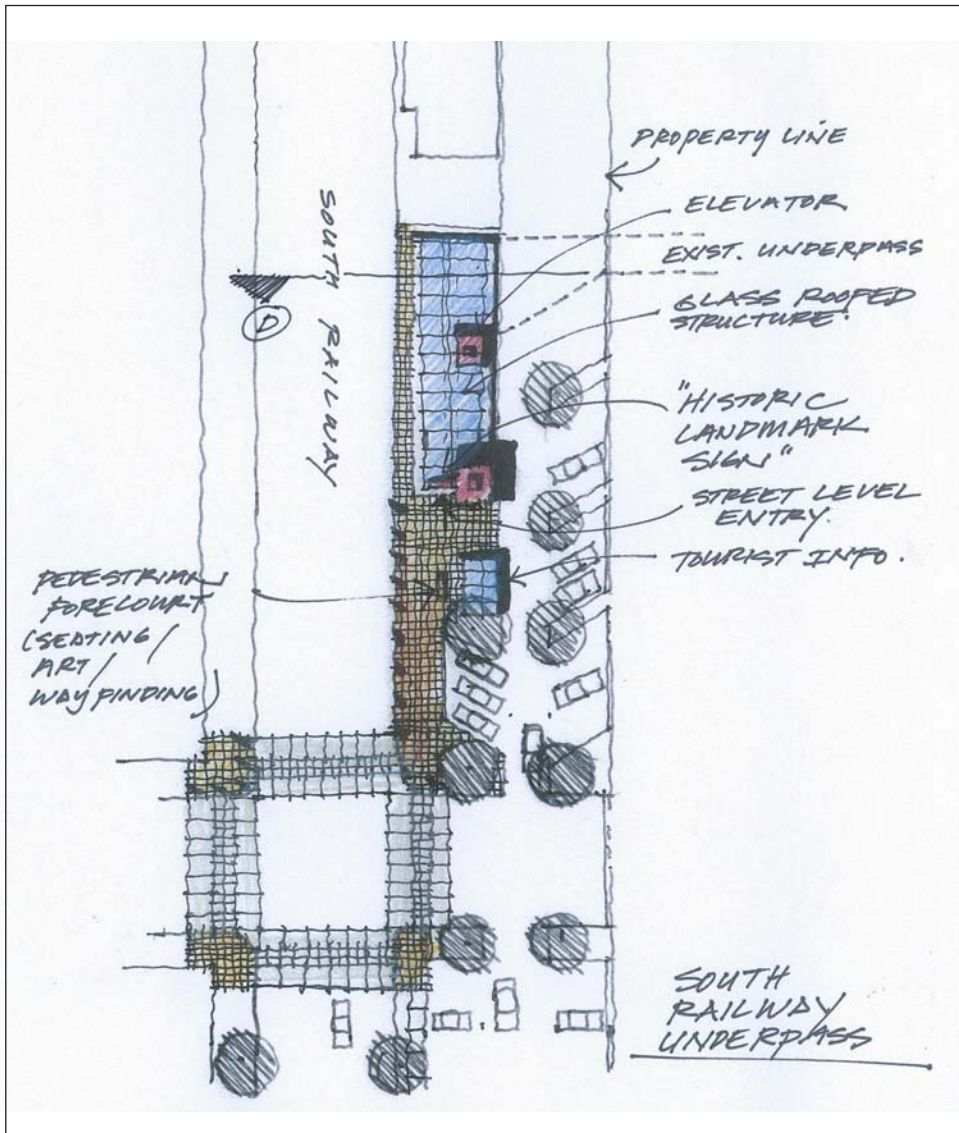 PROPERTY LINE
ELEVATOR
EXIST. UNDERPASS
GLASS ROOFED
STRUCTURE.
"HISTORIC
LANDMARK
SIGN"
STREET LEVEL
ENTRY.
TOURIST INFO.
SOUTH RAILWAY
D
PEDESTRIAN
FORECOURT
(SEATING/
ART/
WAYFINDING)
SOUTH
RAILWAY
UNDERPASS